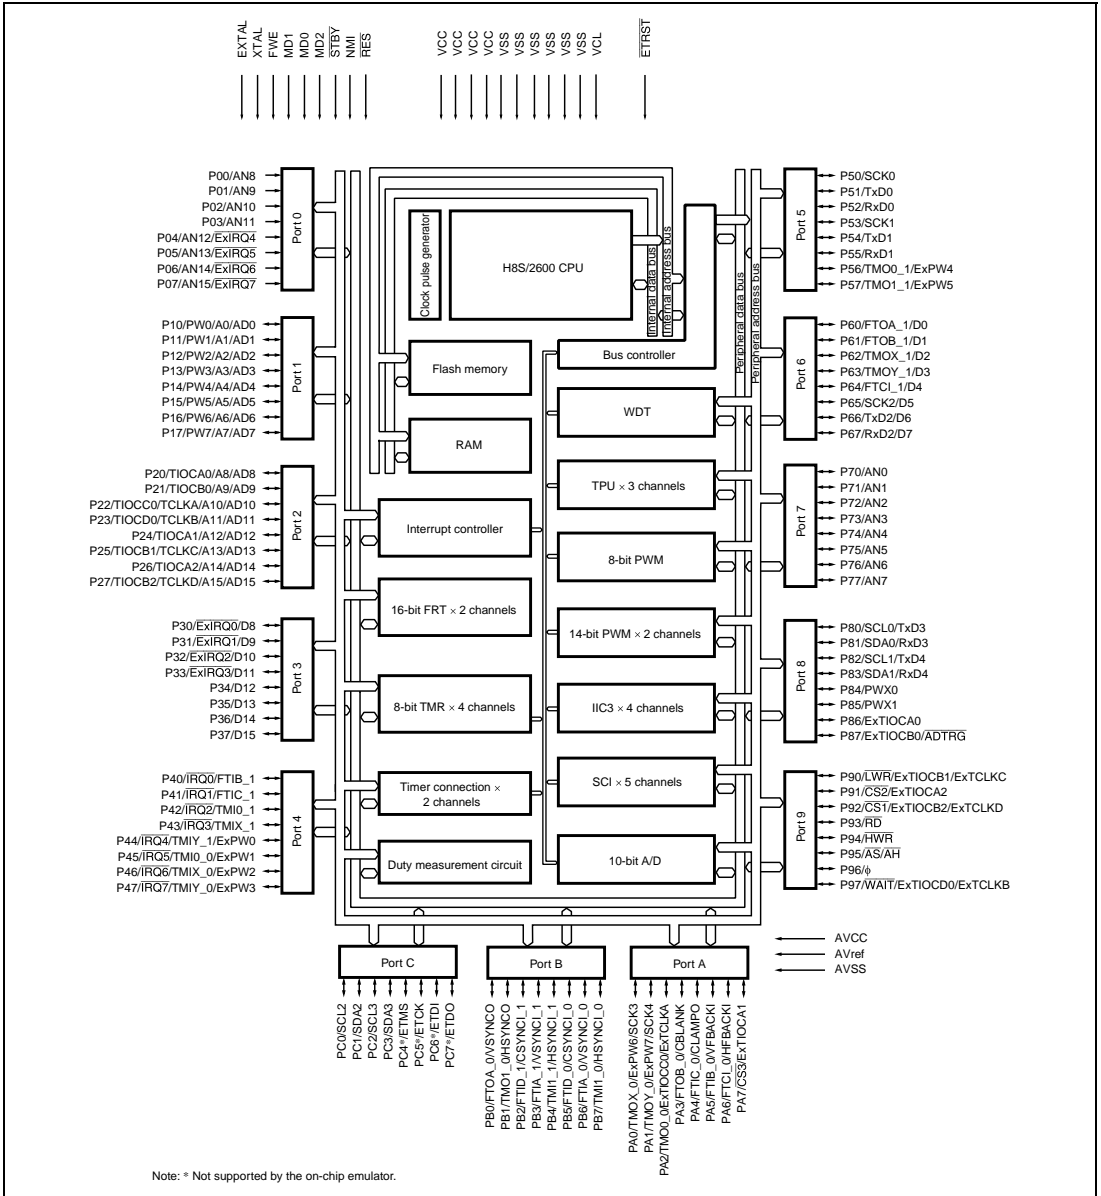 EXTAL
XTAL
FWE
MD1
MD0
MD2
STBY
NMI
RES
VCC
VCC
VCC
VCC
VSS
VSS
VSS
VSS
VSS
VSS
VCL
ETRST
P00/AN8
P01/AN9
P02/AN10
P03/AN11
P04/AN12/ExIRQ4
P05/AN13/ExIRQ5
P06/AN14/ExIRQ6
P07/AN15/ExIRQ7
Port 0
P10/PW0/A0/AD0
P11/PW1/A1/AD1
P12/PW2/A2/AD2
P13/PW3/A3/AD3
P14/PW4/A4/AD4
P15/PW5/A5/AD5
P16/PW6/A6/AD6
P17/PW7/A7/AD7
Port 1
P20/TIOCA0/A8/AD8
P21/TIOCB0/A9/AD9
P22/TIOCC0/TCLKA/A10/AD10
P23/TIOCD0/TCLKB/A11/AD11
P24/TIOCA1/A12/AD12
P25/TIOCB1/TCLKC/A13/AD13
P26/TIOCA2/A14/AD14
P27/TIOCB2/TCLKD/A15/AD15
Port 2
P30/ExIRQ0/D8
P31/ExIRQ1/D9
P32/ExIRQ2/D10
P33/ExIRQ3/D11
P34/D12
P35/D13
P36/D14
P37/D15
Port 3
P40/IRQ0/FTIB_1
P41/IRQ1/FTIC_1
P42/IRQ2/TMI0_1
P43/IRQ3/TMIX_1
P44/IRQ4/TMIY_1/ExPW0
P45/IRQ5/TMI0_0/ExPW1
P46/IRQ6/TMIX_0/ExPW2
P47/IRQ7/TMIY_0/ExPW3
Port 4
Clock pulse generator
H8S/2600 CPU
Internal data bus
Internal address bus
Peripheral data bus
Peripheral address bus
Bus controller
Flash memory
RAM
WDT
TPU × 3 channels
Interrupt controller
8-bit PWM
16-bit FRT × 2 channels
14-bit PWM × 2 channels
8-bit TMR × 4 channels
IIC3 × 4 channels
Timer connection ×
2 channels
SCI × 5 channels
Duty measurement circuit
10-bit A/D
Port 5
P50/SCK0
P51/TxD0
P52/RxD0
P53/SCK1
P54/TxD1
P55/RxD1
P56/TMO0_1/ExPW4
P57/TMO1_1/ExPW5
Port 6
P60/FTOA_1/D0
P61/FTOB_1/D1
P62/TMOX_1/D2
P63/TMOY_1/D3
P64/FTCI_1/D4
P65/SCK2/D5
P66/TxD2/D6
P67/RxD2/D7
Port 7
P70/AN0
P71/AN1
P72/AN2
P73/AN3
P74/AN4
P75/AN5
P76/AN6
P77/AN7
Port 8
P80/SCL0/TxD3
P81/SDA0/RxD3
P82/SCL1/TxD4
P83/SDA1/RxD4
P84/PWX0
P85/PWX1
P86/ExTIOCA0
P87/ExTIOCB0/ADTRG
Port 9
P90/LWR/ExTIOCB1/ExTCLKC
P91/CS2/ExTIOCA2
P92/CS1/ExTIOCB2/ExTCLKD
P93/RD
P94/HWR
P95/AS/AH
P96/ϕ
P97/WAIT/ExTIOCD0/ExTCLKB
AVCC
AVref
AVSS
Port C
Port B
Port A
PC0/SCL2
PC1/SDA2
PC2/SCL3
PC3/SDA3
PC4*/ETMS
PC5*/ETCK
PC6*/ETDI
PC7*/ETDO
PB0/FTOA_0/VSYNCO
PB1/TMO1_0/HSYNCO
PB2/FTID_1/CSYNCI_1
PB3/FTIA_1/VSYNCI_1
PB4/TMI1_1/HSYNCI_1
PB5/FTID_0/CSYNCI_0
PB6/FTIA_0/VSYNCI_0
PB7/TMI1_0/HSYNCI_0
PA0/TMOX_0/ExPW6/SCK3
PA1/TMOY_0/ExPW7/SCK4
PA2/TMO0_0/ExTIOCC0/ExTCLKA
PA3/FTOB_0/CBLANK
PA4/FTIC_0/CLAMPO
PA5/FTIB_0/VFBACKI
PA6/FTCI_0/HFBACKI
PA7/CS3/ExTIOCA1
Note: * Not supported by the on-chip emulator.